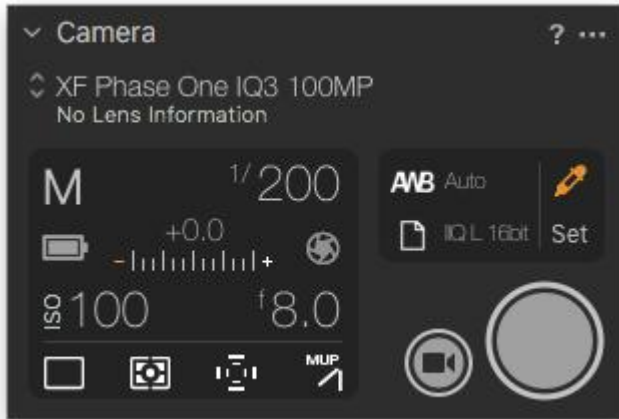 Camera ? ...
XF Phase One IQ3 100MP
No Lens Information
M 1/200
+0.0
- +
ISO 100 f8.0
MUP
AWB Auto
IIQ L 16bit Set